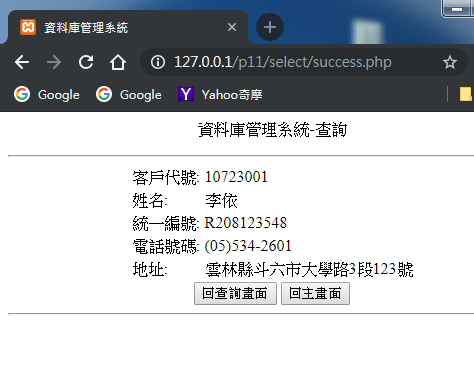 資料庫管理系統
127.0.0.1/p11/select/success.php
Google Google Yahoo奇摩
資料庫管理系統-查詢
客戶代號: 10723001
姓名: 李依
統一編號: R208123548
電話號碼: (05)534-2601
地址: 雲林縣斗六市大學路3段123號
回查詢畫面 回主畫面